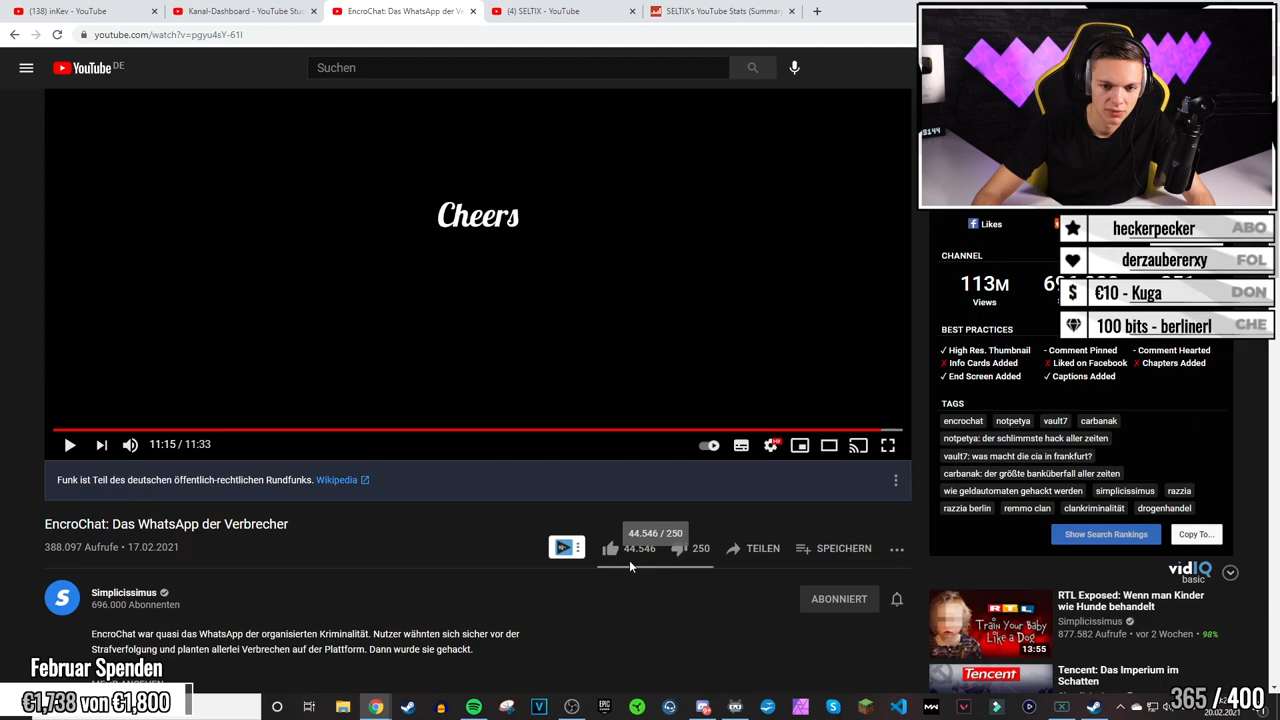 (138) inKev - YouTube
Kanal-Dashboard - YouTube Stu
EncroChat: Das WhatsApp der Ve
(4) SELTIX - YouTube
SELTIX's YouTube Stats (Summar
youtube.com/watch?v=pgyu4sY-61I
YouTube DE
Suchen
Cheers
11:15 / 11:33
Funk ist Teil des deutschen öffentlich-rechtlichen Rundfunks. Wikipedia
EncroChat: Das WhatsApp der Verbrecher
388.097 Aufrufe • 17.02.2021
44.546 / 250
44.546
250
TEILEN
SPEICHERN
Simplicissimus
696.000 Abonnenten
ABONNIERT
EncroChat war quasi das WhatsApp der organisierten Kriminalität. Nutzer wähnten sich sicher vor der
Strafverfolgung und planten allerlei Verbrechen auf der Plattform. Dann wurde sie gehackt.
Februar Spenden
€1,738 von €1,800
Likes
heckerpecker ABO
derzaubererxy FOL
€10 - Kuga DON
100 bits - berlinerl CHE
CHANNEL
113M
Views
BEST PRACTICES
✓ High Res. Thumbnail
- Comment Pinned
- Comment Hearted
✗ Info Cards Added
✗ Liked on Facebook
✗ Chapters Added
✓ End Screen Added
✓ Captions Added
TAGS
encrochat
notpetya
vault7
carbanak
notpetya: der schlimmste hack aller zeiten
vault7: was macht die cia in frankfurt?
carbanak: der größte banküberfall aller zeiten
wie geldautomaten gehackt werden
simplicissimus
razzia
razzia berlin
remmo clan
clankriminalität
drogenhandel
Show Search Rankings
Copy To...
vidIQ
basic
RTL Exposed: Wenn man Kinder
wie Hunde behandelt
Simplicissimus
877.582 Aufrufe • vor 2 Wochen • 98%
RTL
Train Your Baby
Like a Dog
13:55
Tencent: Das Imperium im
Schatten
Simplicissimus
Tencent
365 / 400
20.02.2021